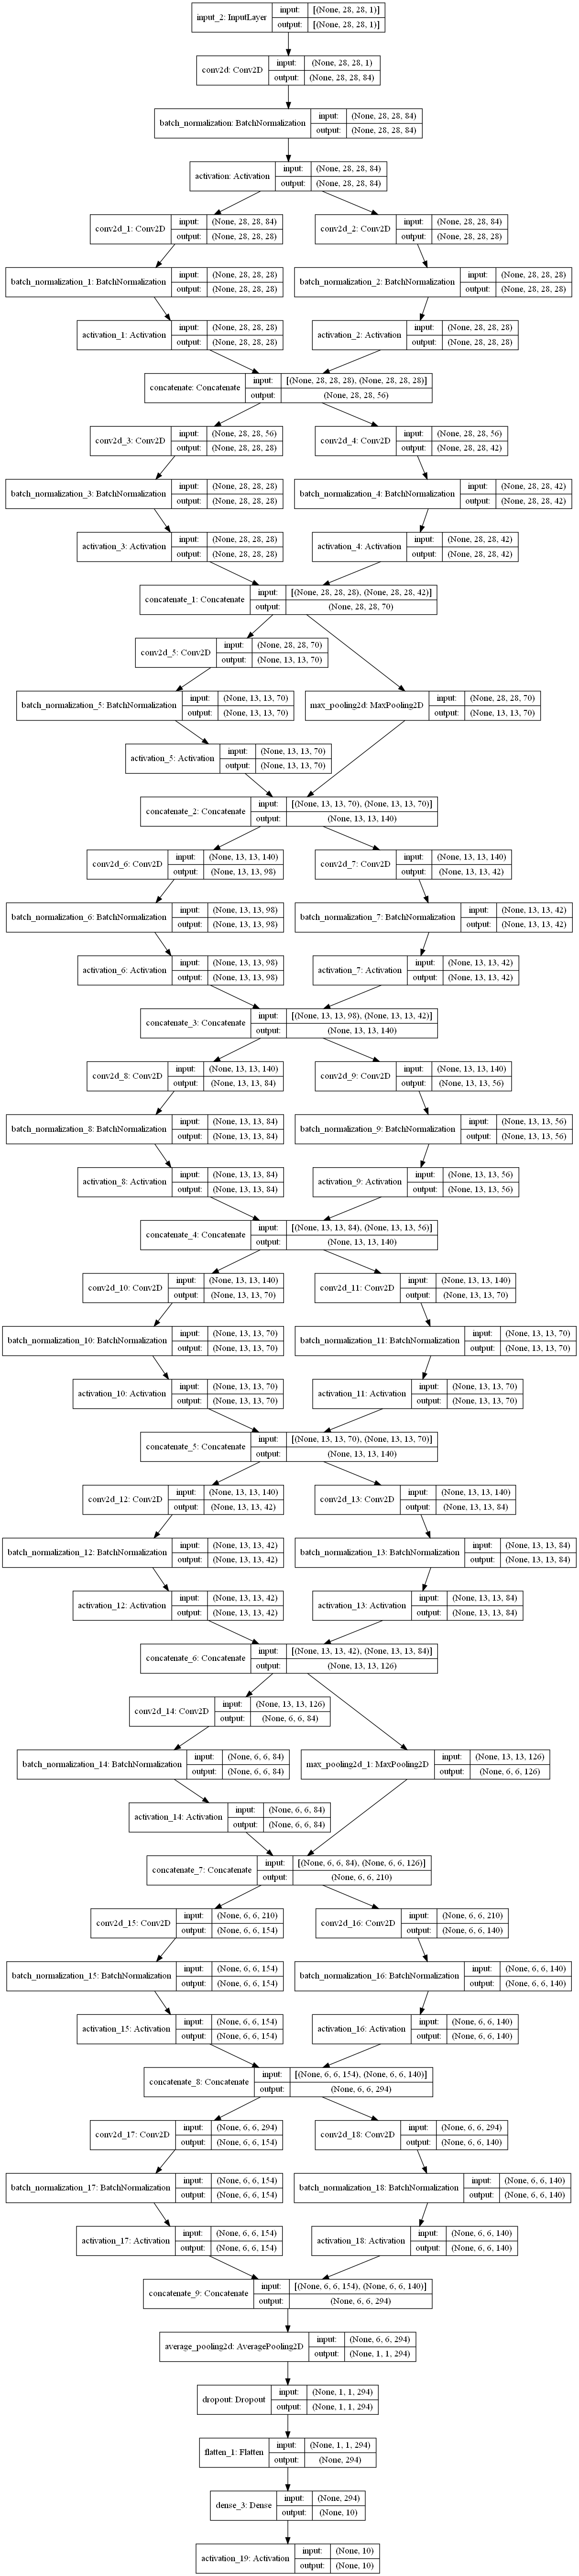 input_2: InputLayer input: [(None, 28, 28, 1)]
output: [(None, 28, 28, 1)]
conv2d: Conv2D input: (None, 28, 28, 1)
output: (None, 28, 28, 84)
batch_normalization: BatchNormalization input: (None, 28, 28, 84)
output: (None, 28, 28, 84)
activation: Activation input: (None, 28, 28, 84)
output: (None, 28, 28, 84)
conv2d_1: Conv2D input: (None, 28, 28, 84)
output: (None, 28, 28, 28)
conv2d_2: Conv2D input: (None, 28, 28, 84)
output: (None, 28, 28, 28)
batch_normalization_1: BatchNormalization input: (None, 28, 28, 28)
output: (None, 28, 28, 28)
batch_normalization_2: BatchNormalization input: (None, 28, 28, 28)
output: (None, 28, 28, 28)
activation_1: Activation input: (None, 28, 28, 28)
output: (None, 28, 28, 28)
activation_2: Activation input: (None, 28, 28, 28)
output: (None, 28, 28, 28)
concatenate: Concatenate input: [(None, 28, 28, 28), (None, 28, 28, 28)]
output: (None, 28, 28, 56)
conv2d_3: Conv2D input: (None, 28, 28, 56)
output: (None, 28, 28, 28)
conv2d_4: Conv2D input: (None, 28, 28, 56)
output: (None, 28, 28, 42)
batch_normalization_3: BatchNormalization input: (None, 28, 28, 28)
output: (None, 28, 28, 28)
batch_normalization_4: BatchNormalization input: (None, 28, 28, 42)
output: (None, 28, 28, 42)
activation_3: Activation input: (None, 28, 28, 28)
output: (None, 28, 28, 28)
activation_4: Activation input: (None, 28, 28, 42)
output: (None, 28, 28, 42)
concatenate_1: Concatenate input: [(None, 28, 28, 28), (None, 28, 28, 42)]
output: (None, 28, 28, 70)
conv2d_5: Conv2D input: (None, 28, 28, 70)
output: (None, 13, 13, 70)
batch_normalization_5: BatchNormalization input: (None, 13, 13, 70)
output: (None, 13, 13, 70)
max_pooling2d: MaxPooling2D input: (None, 28, 28, 70)
output: (None, 13, 13, 70)
activation_5: Activation input: (None, 13, 13, 70)
output: (None, 13, 13, 70)
concatenate_2: Concatenate input: [(None, 13, 13, 70), (None, 13, 13, 70)]
output: (None, 13, 13, 140)
conv2d_6: Conv2D input: (None, 13, 13, 140)
output: (None, 13, 13, 98)
conv2d_7: Conv2D input: (None, 13, 13, 140)
output: (None, 13, 13, 42)
batch_normalization_6: BatchNormalization input: (None, 13, 13, 98)
output: (None, 13, 13, 98)
batch_normalization_7: BatchNormalization input: (None, 13, 13, 42)
output: (None, 13, 13, 42)
activation_6: Activation input: (None, 13, 13, 98)
output: (None, 13, 13, 98)
activation_7: Activation input: (None, 13, 13, 42)
output: (None, 13, 13, 42)
concatenate_3: Concatenate input: [(None, 13, 13, 98), (None, 13, 13, 42)]
output: (None, 13, 13, 140)
conv2d_8: Conv2D input: (None, 13, 13, 140)
output: (None, 13, 13, 84)
conv2d_9: Conv2D input: (None, 13, 13, 140)
output: (None, 13, 13, 56)
batch_normalization_8: BatchNormalization input: (None, 13, 13, 84)
output: (None, 13, 13, 84)
batch_normalization_9: BatchNormalization input: (None, 13, 13, 56)
output: (None, 13, 13, 56)
activation_8: Activation input: (None, 13, 13, 84)
output: (None, 13, 13, 84)
activation_9: Activation input: (None, 13, 13, 56)
output: (None, 13, 13, 56)
concatenate_4: Concatenate input: [(None, 13, 13, 84), (None, 13, 13, 56)]
output: (None, 13, 13, 140)
conv2d_10: Conv2D input: (None, 13, 13, 140)
output: (None, 13, 13, 70)
conv2d_11: Conv2D input: (None, 13, 13, 140)
output: (None, 13, 13, 70)
batch_normalization_10: BatchNormalization input: (None, 13, 13, 70)
output: (None, 13, 13, 70)
batch_normalization_11: BatchNormalization input: (None, 13, 13, 70)
output: (None, 13, 13, 70)
activation_10: Activation input: (None, 13, 13, 70)
output: (None, 13, 13, 70)
activation_11: Activation input: (None, 13, 13, 70)
output: (None, 13, 13, 70)
concatenate_5: Concatenate input: [(None, 13, 13, 70), (None, 13, 13, 70)]
output: (None, 13, 13, 140)
conv2d_12: Conv2D input: (None, 13, 13, 140)
output: (None, 13, 13, 42)
conv2d_13: Conv2D input: (None, 13, 13, 140)
output: (None, 13, 13, 84)
batch_normalization_12: BatchNormalization input: (None, 13, 13, 42)
output: (None, 13, 13, 42)
batch_normalization_13: BatchNormalization input: (None, 13, 13, 84)
output: (None, 13, 13, 84)
activation_12: Activation input: (None, 13, 13, 42)
output: (None, 13, 13, 42)
activation_13: Activation input: (None, 13, 13, 84)
output: (None, 13, 13, 84)
concatenate_6: Concatenate input: [(None, 13, 13, 42), (None, 13, 13, 84)]
output: (None, 13, 13, 126)
conv2d_14: Conv2D input: (None, 13, 13, 126)
output: (None, 6, 6, 84)
batch_normalization_14: BatchNormalization input: (None, 6, 6, 84)
output: (None, 6, 6, 84)
max_pooling2d_1: MaxPooling2D input: (None, 13, 13, 126)
output: (None, 6, 6, 126)
activation_14: Activation input: (None, 6, 6, 84)
output: (None, 6, 6, 84)
concatenate_7: Concatenate input: [(None, 6, 6, 84), (None, 6, 6, 126)]
output: (None, 6, 6, 210)
conv2d_15: Conv2D input: (None, 6, 6, 210)
output: (None, 6, 6, 154)
conv2d_16: Conv2D input: (None, 6, 6, 210)
output: (None, 6, 6, 140)
batch_normalization_15: BatchNormalization input: (None, 6, 6, 154)
output: (None, 6, 6, 154)
batch_normalization_16: BatchNormalization input: (None, 6, 6, 140)
output: (None, 6, 6, 140)
activation_15: Activation input: (None, 6, 6, 154)
output: (None, 6, 6, 154)
activation_16: Activation input: (None, 6, 6, 140)
output: (None, 6, 6, 140)
concatenate_8: Concatenate input: [(None, 6, 6, 154), (None, 6, 6, 140)]
output: (None, 6, 6, 294)
conv2d_17: Conv2D input: (None, 6, 6, 294)
output: (None, 6, 6, 154)
conv2d_18: Conv2D input: (None, 6, 6, 294)
output: (None, 6, 6, 140)
batch_normalization_17: BatchNormalization input: (None, 6, 6, 154)
output: (None, 6, 6, 154)
batch_normalization_18: BatchNormalization input: (None, 6, 6, 140)
output: (None, 6, 6, 140)
activation_17: Activation input: (None, 6, 6, 154)
output: (None, 6, 6, 154)
activation_18: Activation input: (None, 6, 6, 140)
output: (None, 6, 6, 140)
concatenate_9: Concatenate input: [(None, 6, 6, 154), (None, 6, 6, 140)]
output: (None, 6, 6, 294)
average_pooling2d: AveragePooling2D input: (None, 6, 6, 294)
output: (None, 1, 1, 294)
dropout: Dropout input: (None, 1, 1, 294)
output: (None, 1, 1, 294)
flatten_1: Flatten input: (None, 1, 1, 294)
output: (None, 294)
dense_3: Dense input: (None, 294)
output: (None, 10)
activation_19: Activation input: (None, 10)
output: (None, 10)